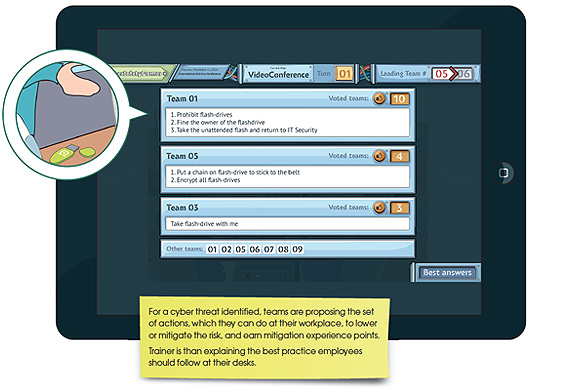 VideoConference
Turn 01
Leading Team # 05 06
Team 01
Voted teams: 10
1. Prohibit flash-drives
2. Fine the owner of the flashdrive
3. Take the unattended flash and return to IT Security
Team 05
Voted teams: 4
1. Put a chain on flash-drive to stick to the belt
2. Encrypt all flash-drives
Team 03
Voted teams: 3
Take flash-drive with me
Other teams: 01 02 05 06 07 08 09
Best answers
For a cyber threat identified, teams are proposing the set
of actions, which they can do at their workplace, to lower
or mitigate the risk, and earn mitigation experience points.
Trainer is than explaining the best practice employees
should follow at their desks.